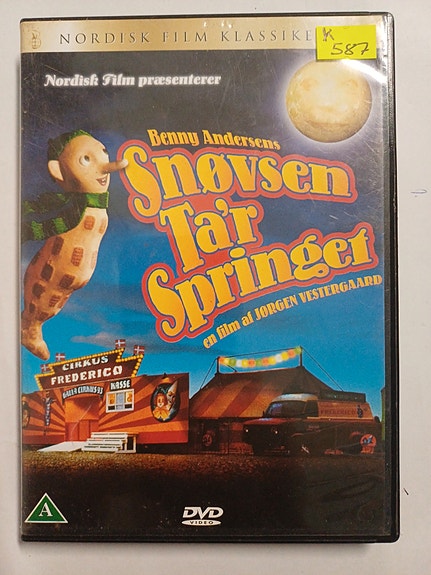 NORDISK FILM KLASSIKE
K
587
Nordisk Film præsenterer
Benny Andersens
Snøvsen
Ta'r
Springet
en film af JØRGEN VESTERGAARD
CIRKUS
FREDERICO
KASSE
A
DVD
VIDEO